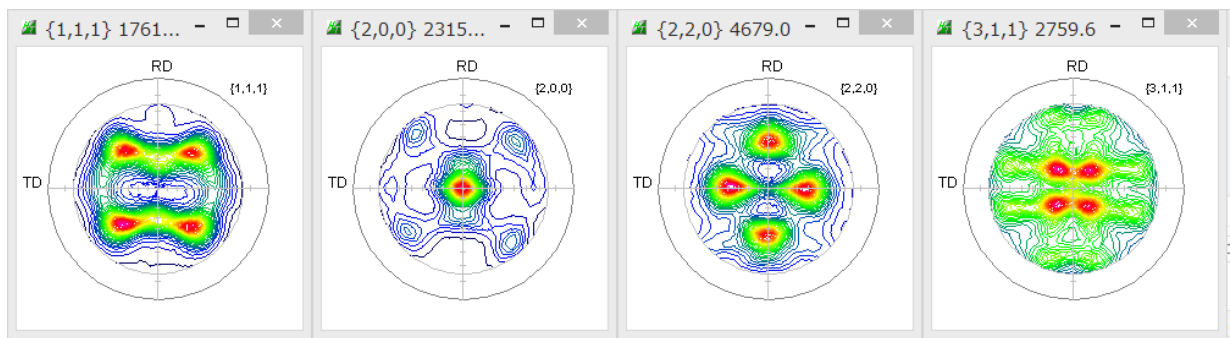 {1,1,1} 1761...
{2,0,0} 2315...
{2,2,0} 4679.0
{3,1,1} 2759.6
RD
{1,1,1}
TD
RD
{2,0,0}
TD
RD
{2,2,0}
TD
RD
{3,1,1}
TD